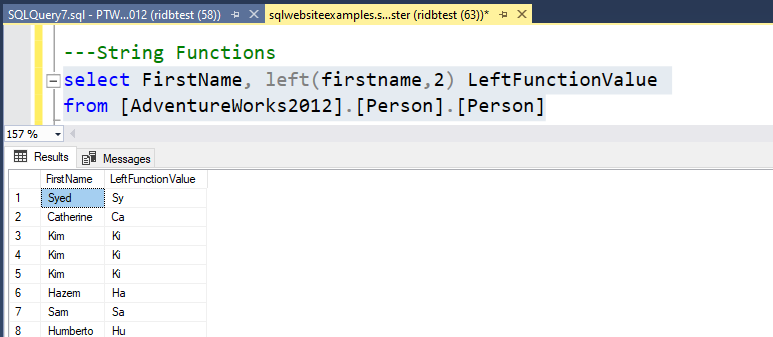 SQLQuery7.sql - PTW...012 (ridbtest (58))
sqlwebsiteexamples.s...ster (ridbtest (63))*
---String Functions
select FirstName, left(firstname,2) LeftFunctionValue
from [AdventureWorks2012].[Person].[Person]
157 %
Results Messages
FirstName LeftFunctionValue
1 Syed Sy
2 Catherine Ca
3 Kim Ki
4 Kim Ki
5 Kim Ki
6 Hazem Ha
7 Sam Sa
8 Humberto Hu